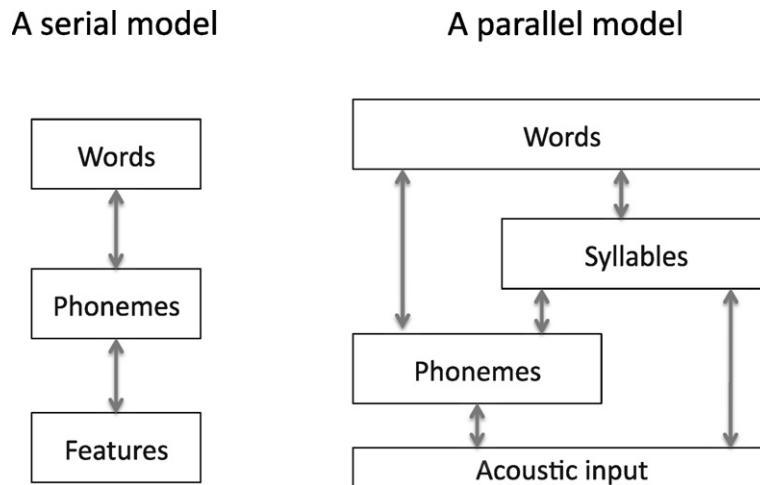 A serial model
Words
Phonemes
Features
A parallel model
Words
Syllables
Phonemes
Acoustic input